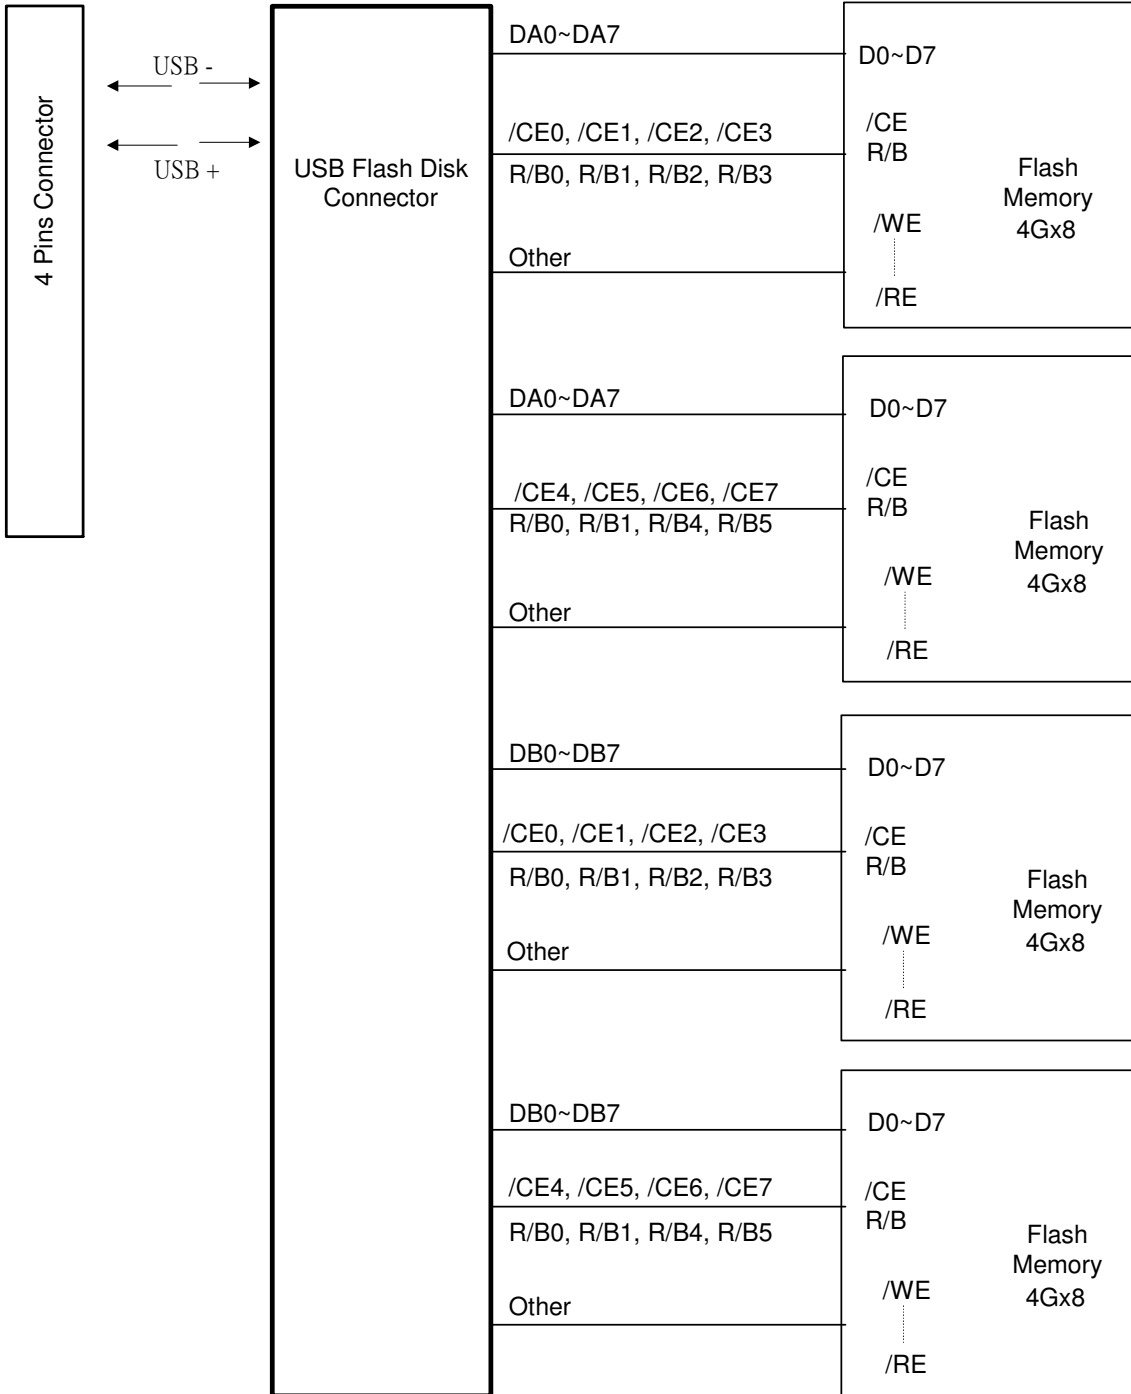 4 Pins Connector
USB -
USB +
USB Flash Disk
Connector
DA0~DA7
/CE0, /CE1, /CE2, /CE3
R/B0, R/B1, R/B2, R/B3
Other
D0~D7
/CE
R/B
/WE
/RE
Flash
Memory
4Gx8
DA0~DA7
/CE4, /CE5, /CE6, /CE7
R/B0, R/B1, R/B4, R/B5
Other
D0~D7
/CE
R/B
/WE
/RE
Flash
Memory
4Gx8
DB0~DB7
/CE0, /CE1, /CE2, /CE3
R/B0, R/B1, R/B2, R/B3
Other
D0~D7
/CE
R/B
/WE
/RE
Flash
Memory
4Gx8
DB0~DB7
/CE4, /CE5, /CE6, /CE7
R/B0, R/B1, R/B4, R/B5
Other
D0~D7
/CE
R/B
/WE
/RE
Flash
Memory
4Gx8